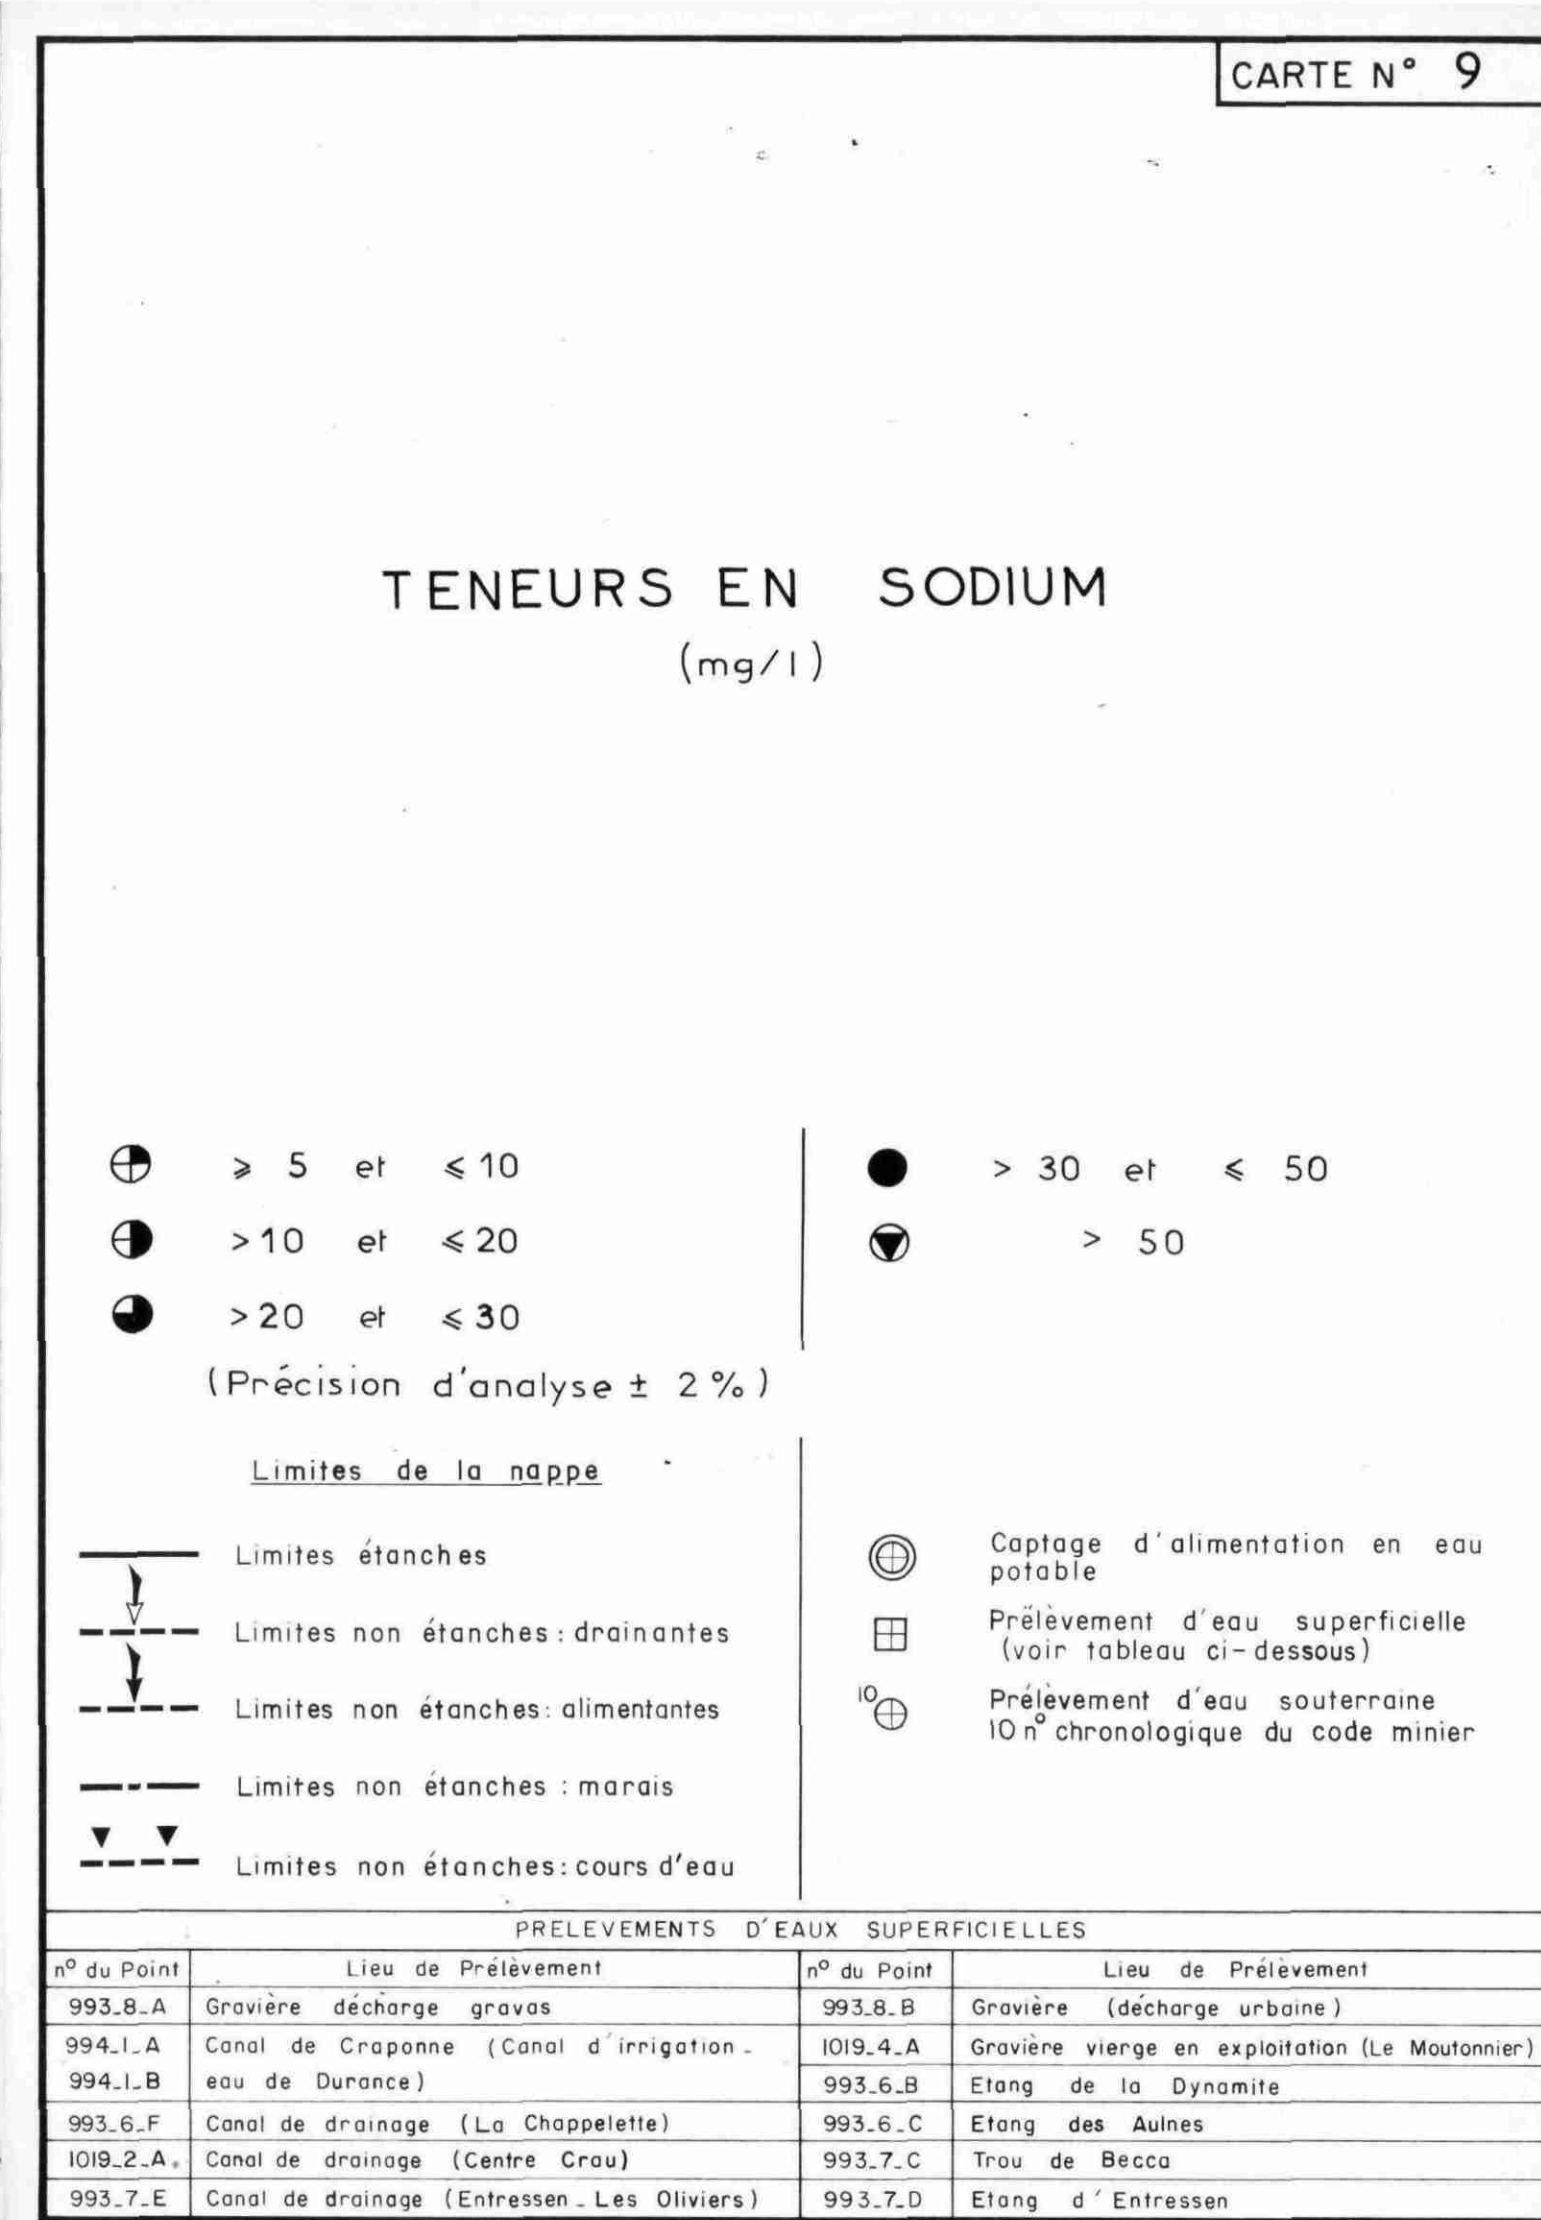 CARTE N° 9
TENEURS EN SODIUM
(mg/l)
⩾ 5 et ⩽ 10
> 10 et ⩽ 20
> 20 et ⩽ 30
> 30 et ⩽ 50
> 50
(Précision d'analyse ± 2 %)
Limites de la nappe
Limites étanches
Limites non étanches : drainantes
Limites non étanches : alimentantes
Limites non étanches : marais
Limites non étanches : cours d'eau
Captage d'alimentation en eau
potable
Prélèvement d'eau superficielle
(voir tableau ci-dessous)
10
Prélèvement d'eau souterraine
10 n° chronologique du code minier
PRELEVEMENTS D'EAUX SUPERFICIELLES
n° du Point Lieu de Prélèvement n° du Point Lieu de Prélèvement
993_8_A Gravière décharge gravas 993_8_B Gravière (décharge urbaine)
994_1_A Canal de Craponne (Canal d'irrigation _ 1019_4_A Gravière vierge en exploitation (Le Moutonnier)
994_1_B eau de Durance) 993_6_B Etang de la Dynamite
993_6_F Canal de drainage (La Chappelette) 993_6_C Etang des Aulnes
1019_2_A Canal de drainage (Centre Crau) 993_7_C Trou de Becca
993_7_E Canal de drainage (Entressen _ Les Oliviers) 993_7_D Etang d'Entressen